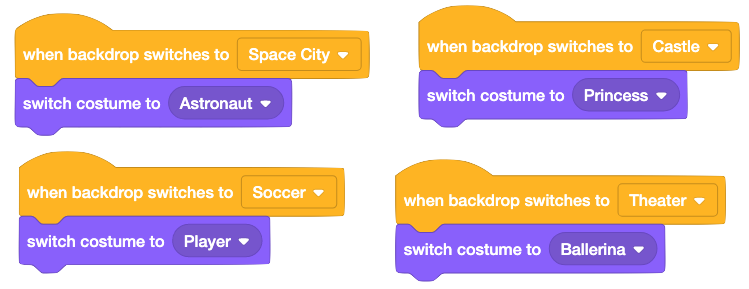 when backdrop switches to Space City
switch costume to Astronaut
when backdrop switches to Castle
switch costume to Princess
when backdrop switches to Soccer
switch costume to Player
when backdrop switches to Theater
switch costume to Ballerina